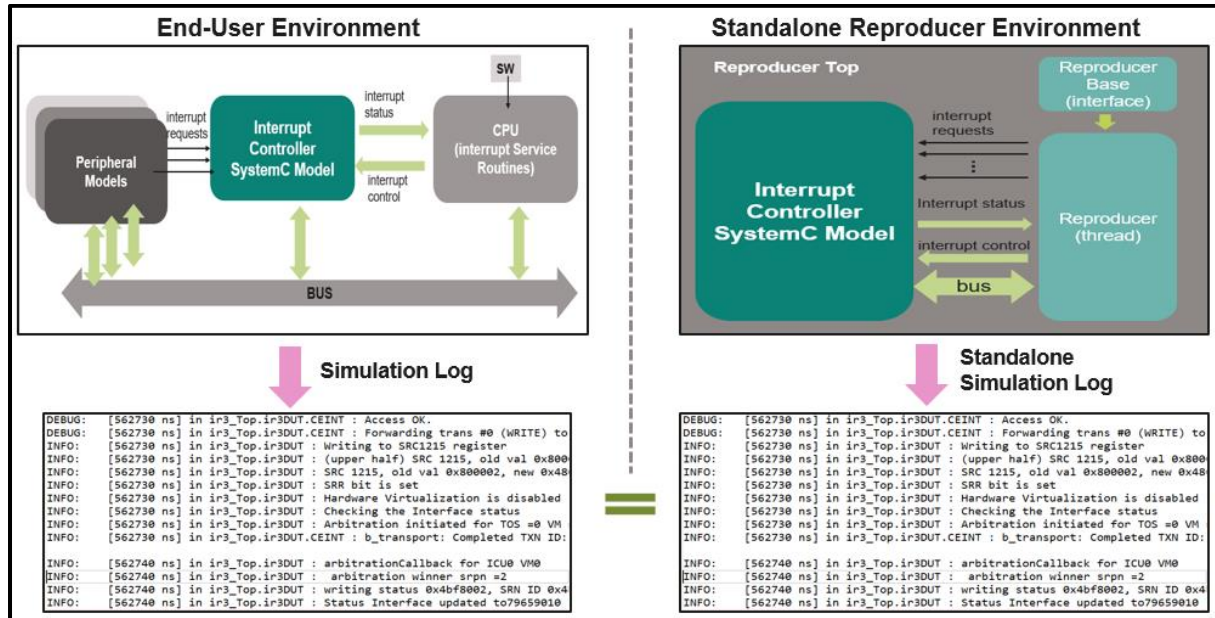 End-User Environment
SW
interrupt
requests
Interrupt
Controller
SystemC Model
interrupt
status
interrupt
control
CPU
(interrupt Service
Routines)
Peripheral
Models
BUS
Simulation Log
DEBUG: [562730 ns] in ir3_Top.ir3DUT.CEINT : Access OK.
DEBUG: [562730 ns] in ir3_Top.ir3DUT.CEINT : Forwarding trans #0 (WRITE) to
INFO: [562730 ns] in ir3_Top.ir3DUT : Writing to SRC1215 register
INFO: [562730 ns] in ir3_Top.ir3DUT : (upper half) SRC 1215, old val 0x800
INFO: [562730 ns] in ir3_Top.ir3DUT : SRC 1215, old val 0x800002, new 0x48
INFO: [562730 ns] in ir3_Top.ir3DUT : SRR bit is set
INFO: [562730 ns] in ir3_Top.ir3DUT : Hardware Virtualization is disabled
INFO: [562730 ns] in ir3_Top.ir3DUT : Checking the Interface status
INFO: [562730 ns] in ir3_Top.ir3DUT : Arbitration initiated for TOS =0 VM
INFO: [562730 ns] in ir3_Top.ir3DUT.CEINT : b_transport: Completed TXN ID:
INFO: [562740 ns] in ir3_Top.ir3DUT : arbitrationCallback for ICU0 VM0
INFO: [562740 ns] in ir3_Top.ir3DUT : arbitration winner srpn =2
INFO: [562740 ns] in ir3_Top.ir3DUT : writing status 0x4bf8002, SRN ID 0x4
INFO: [562740 ns] in ir3_Top.ir3DUT : Status Interface updated to79659010
=
Standalone Reproducer Environment
Reproducer Top
Reproducer
Base
(interface)
interrupt
requests
...
Interrupt
Controller
SystemC Model
Interrupt status
interrupt control
bus
Reproducer
(thread)
Standalone
Simulation Log
DEBUG: [562730 ns] in ir3_Top.ir3DUT.CEINT : Access OK.
DEBUG: [562730 ns] in ir3_Top.ir3DUT.CEINT : Forwarding trans #0 (WRITE) to
INFO: [562730 ns] in ir3_Top.ir3DUT : Writing to SRC1215 register
INFO: [562730 ns] in ir3_Top.ir3DUT : (upper half) SRC 1215, old val 0x800
INFO: [562730 ns] in ir3_Top.ir3DUT : SRC 1215, old val 0x800002, new 0x48
INFO: [562730 ns] in ir3_Top.ir3DUT : SRR bit is set
INFO: [562730 ns] in ir3_Top.ir3DUT : Hardware Virtualization is disabled
INFO: [562730 ns] in ir3_Top.ir3DUT : Checking the Interface status
INFO: [562730 ns] in ir3_Top.ir3DUT : Arbitration initiated for TOS =0 VM
INFO: [562730 ns] in ir3_Top.ir3DUT.CEINT : b_transport: Completed TXN ID:
INFO: [562740 ns] in ir3_Top.ir3DUT : arbitrationCallback for ICU0 VM0
INFO: [562740 ns] in ir3_Top.ir3DUT : arbitration winner srpn =2
INFO: [562740 ns] in ir3_Top.ir3DUT : writing status 0x4bf8002, SRN ID 0x4
INFO: [562740 ns] in ir3_Top.ir3DUT : Status Interface updated to79659010